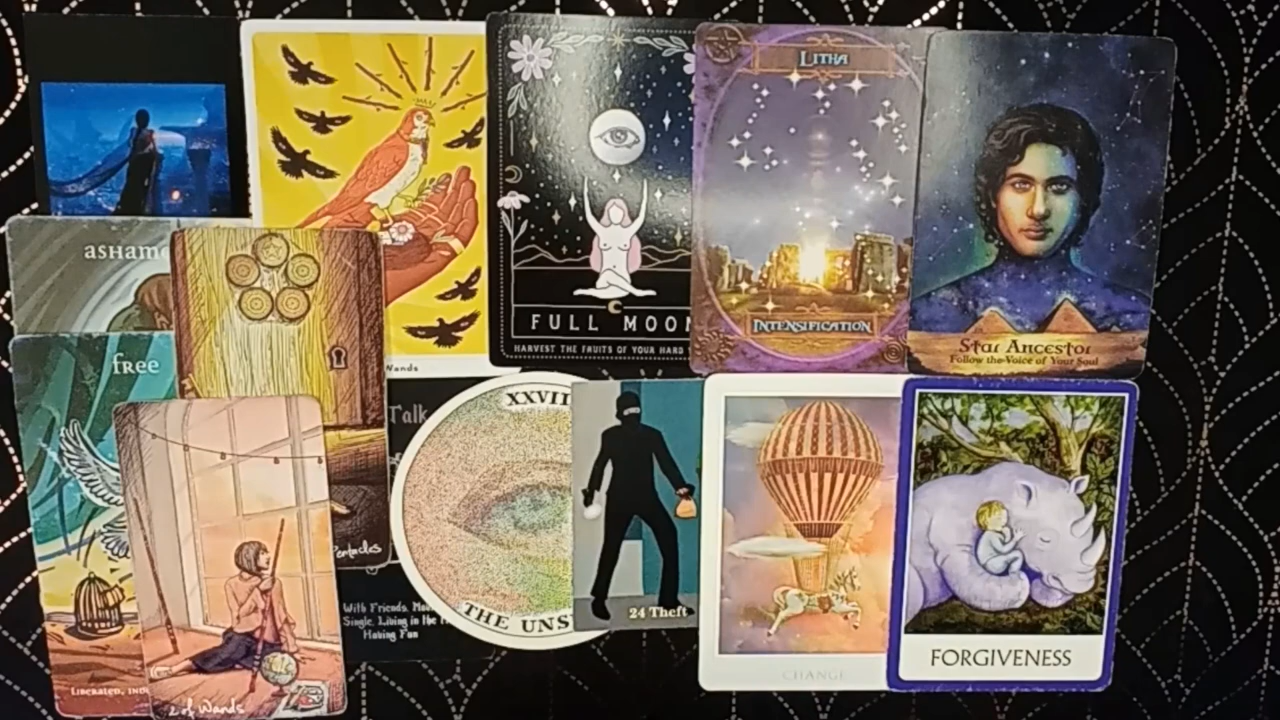 LITHA
INTENSIFICATION
Star Ancestor
Follow the Voice of Your Soul
FULL MOON
HARVEST THE FRUITS OF YOUR HARD
Wands
ASHAM
FREE
LIBERATED, IND
2 of Wands
Pentacles
Talk
With Friends.
Single. Living in the
Having Fun
XXVII
THE UNS
24 Theft
CHANGE
FORGIVENESS